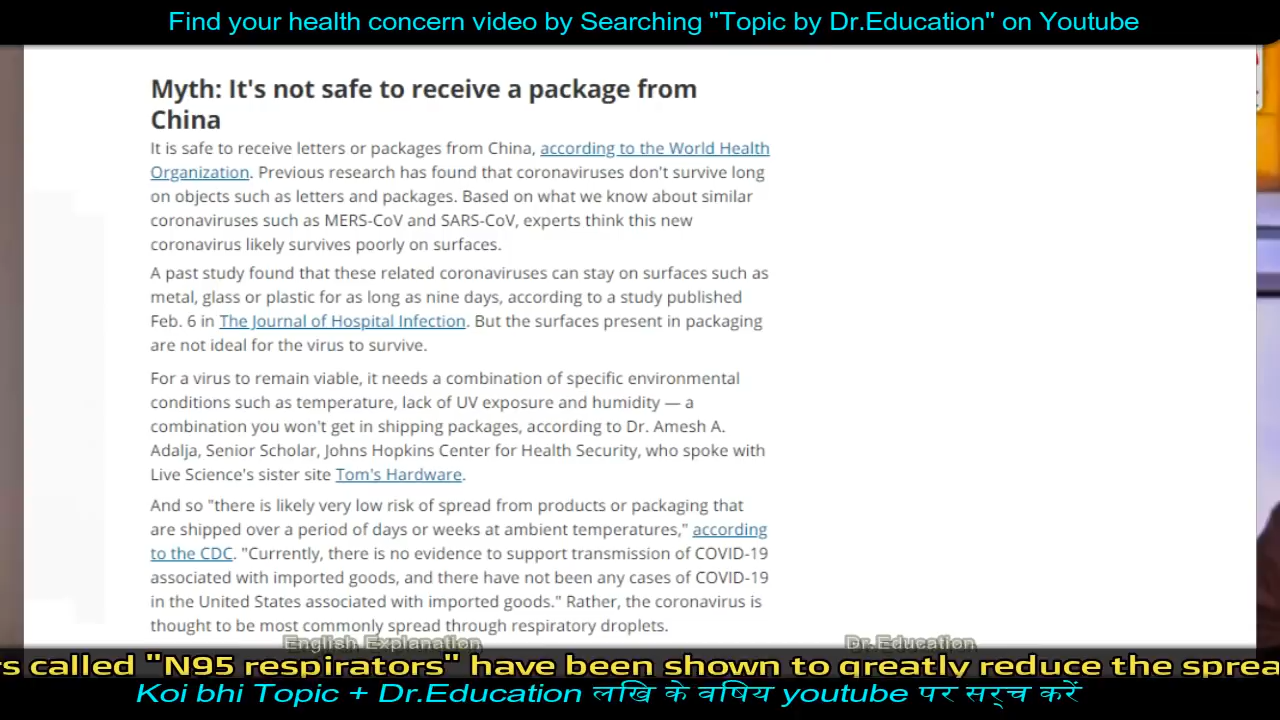 Find your health concern video by Searching "Topic by Dr.Education" on Youtube
Myth: It's not safe to receive a package from
China
It is safe to receive letters or packages from China, according to the World Health
Organization. Previous research has found that coronaviruses don't survive long
on objects such as letters and packages. Based on what we know about similar
coronaviruses such as MERS-CoV and SARS-CoV, experts think this new
coronavirus likely survives poorly on surfaces.
A past study found that these related coronaviruses can stay on surfaces such as
metal, glass or plastic for as long as nine days, according to a study published
Feb. 6 in The Journal of Hospital Infection. But the surfaces present in packaging
are not ideal for the virus to survive.
For a virus to remain viable, it needs a combination of specific environmental
conditions such as temperature, lack of UV exposure and humidity — a
combination you won't get in shipping packages, according to Dr. Amesh A.
Adalja, Senior Scholar, Johns Hopkins Center for Health Security, who spoke with
Live Science's sister site Tom's Hardware.
And so "there is likely very low risk of spread from products or packaging that
are shipped over a period of days or weeks at ambient temperatures," according
to the CDC. "Currently, there is no evidence to support transmission of COVID-19
associated with imported goods, and there have not been any cases of COVID-19
in the United States associated with imported goods." Rather, the coronavirus is
thought to be most commonly spread through respiratory droplets.
English Explanation Dr.Education
rs called "N95 respirators" have been shown to greatly reduce the sprea
Koi bhi Topic + Dr.Education लखि के वषिय youtube पर सर्च करें